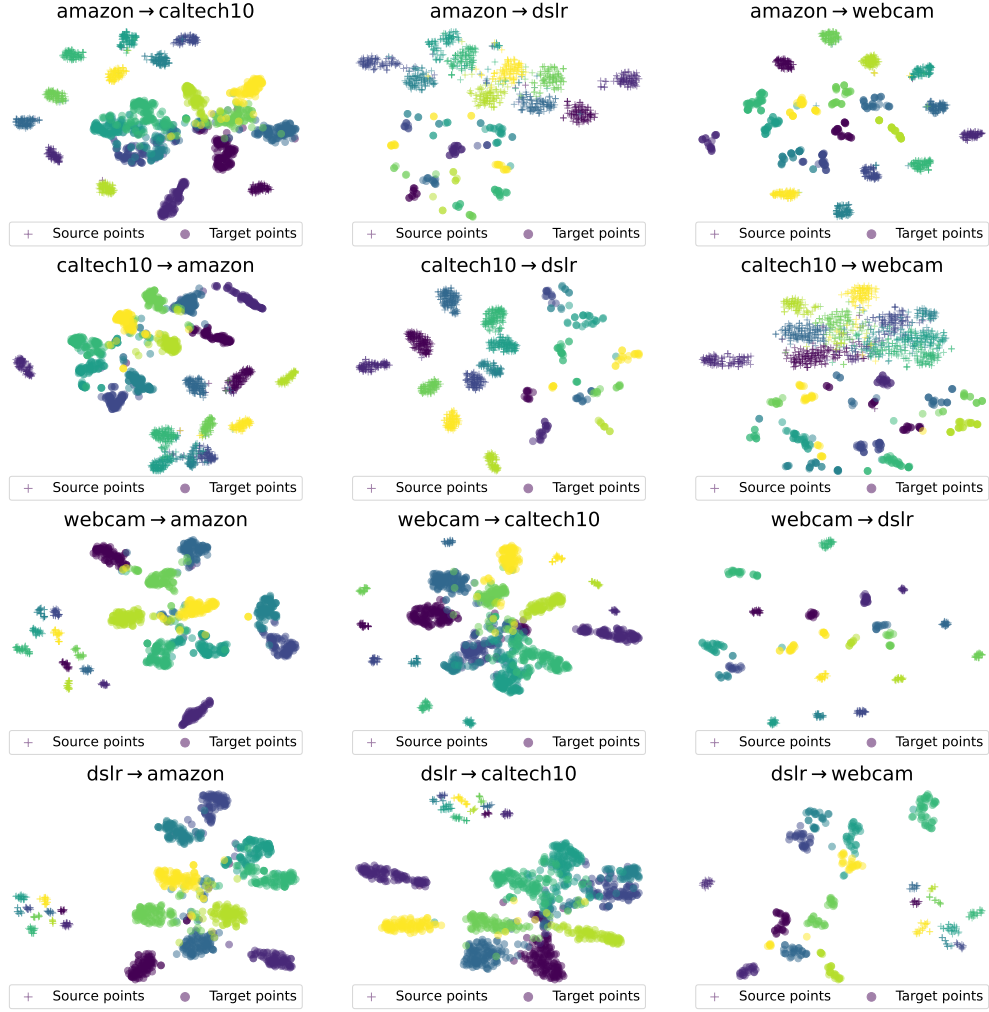 amazon→caltech10 amazon→dslr amazon→webcam
+ Source points Target points + Source points Target points + Source points Target points
caltech10→amazon caltech10→dslr caltech10→webcam
+ Source points Target points + Source points Target points + Source points Target points
webcam→amazon webcam→caltech10 webcam→dslr
+ Source points Target points + Source points Target points + Source points Target points
dslr→amazon dslr→caltech10 dslr→webcam
+ Source points Target points + Source points Target points + Source points Target points